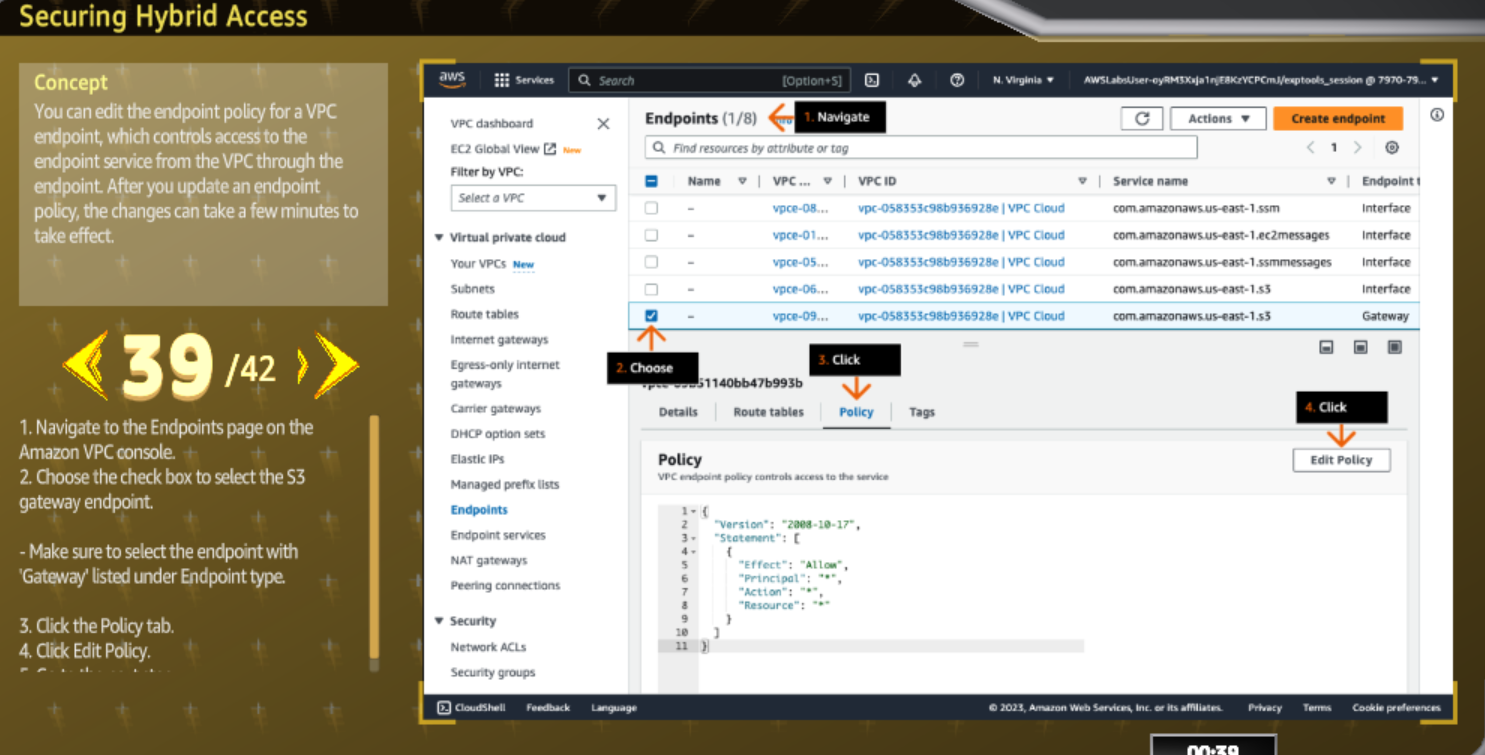 Securing Hybrid Access
Concept
You can edit the endpoint policy for a VPC
endpoint, which controls access to the
endpoint service from the VPC through the
endpoint. After you update an endpoint
policy, the changes can take a few minutes to
take effect.
39 /42
1. Navigate to the Endpoints page on the
Amazon VPC console.
2. Choose the check box to select the S3
gateway endpoint.
- Make sure to select the endpoint with
'Gateway' listed under Endpoint type.
3. Click the Policy tab.
4. Click Edit Policy.
aws Services Search [Option+S] N. Virginia AWSLabsUser-oyRM5Xxja1njE8KzYCPCmJ/exptools_session @ 7970-79...
VPC dashboard
EC2 Global View New
Filter by VPC:
Select a VPC
Virtual private cloud
Your VPCs New
Subnets
Route tables
Internet gateways
Egress-only internet
gateways
Carrier gateways
DHCP option sets
Elastic IPs
Managed prefix lists
Endpoints
Endpoint services
NAT gateways
Peering connections
Security
Network ACLs
Security groups
Endpoints (1/8) 1. Navigate Actions Create endpoint
Find resources by attribute or tag 1
Name VPC ... VPC ID Service name Endpoint t
- vpce-08... vpc-058353c98b936928e | VPC Cloud com.amazonaws.us-east-1.ssm Interface
- vpce-01... vpc-058353c98b936928e | VPC Cloud com.amazonaws.us-east-1.ec2messages Interface
- vpce-05... vpc-058353c98b936928e | VPC Cloud com.amazonaws.us-east-1.ssmmessages Interface
- vpce-06... vpc-058353c98b936928e | VPC Cloud com.amazonaws.us-east-1.s3 Interface
- vpce-09... vpc-058353c98b936928e | VPC Cloud com.amazonaws.us-east-1.s3 Gateway
2. Choose
3. Click
Details Route tables Policy Tags
4. Click
Policy
VPC endpoint policy controls access to the service
Edit Policy
1 {
2 "Version": "2008-10-17",
3 "Statement": [
4 {
5 "Effect": "Allow",
6 "Principal": "*",
7 "Action": "*",
8 "Resource": "*"
9 }
10 ]
11 }
CloudShell Feedback Language © 2023, Amazon Web Services, Inc. or its affiliates. Privacy Terms Cookie preferences
00:39